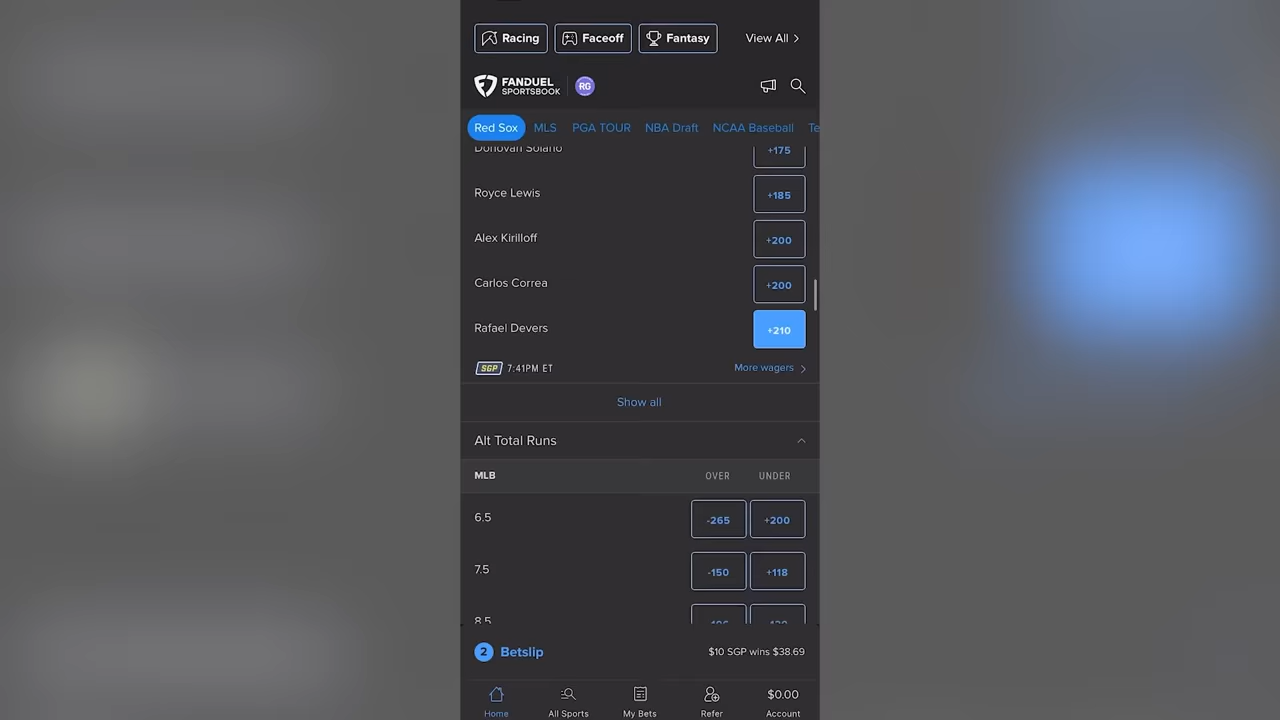 Racing Faceoff Fantasy View All
FANDUEL
SPORTSBOOK RG
Red Sox MLS PGA TOUR NBA Draft NCAA Baseball Te
Donovan Solano +175
Royce Lewis +185
Alex Kirilloff +200
Carlos Correa +200
Rafael Devers +210
SGP 7:41PM ET More wagers
Show all
Alt Total Runs
MLB OVER UNDER
6.5 -265 +200
7.5 -150 +118
8.5
2 Betslip $10 SGP wins $38.69
Home All Sports My Bets Refer $0.00 Account